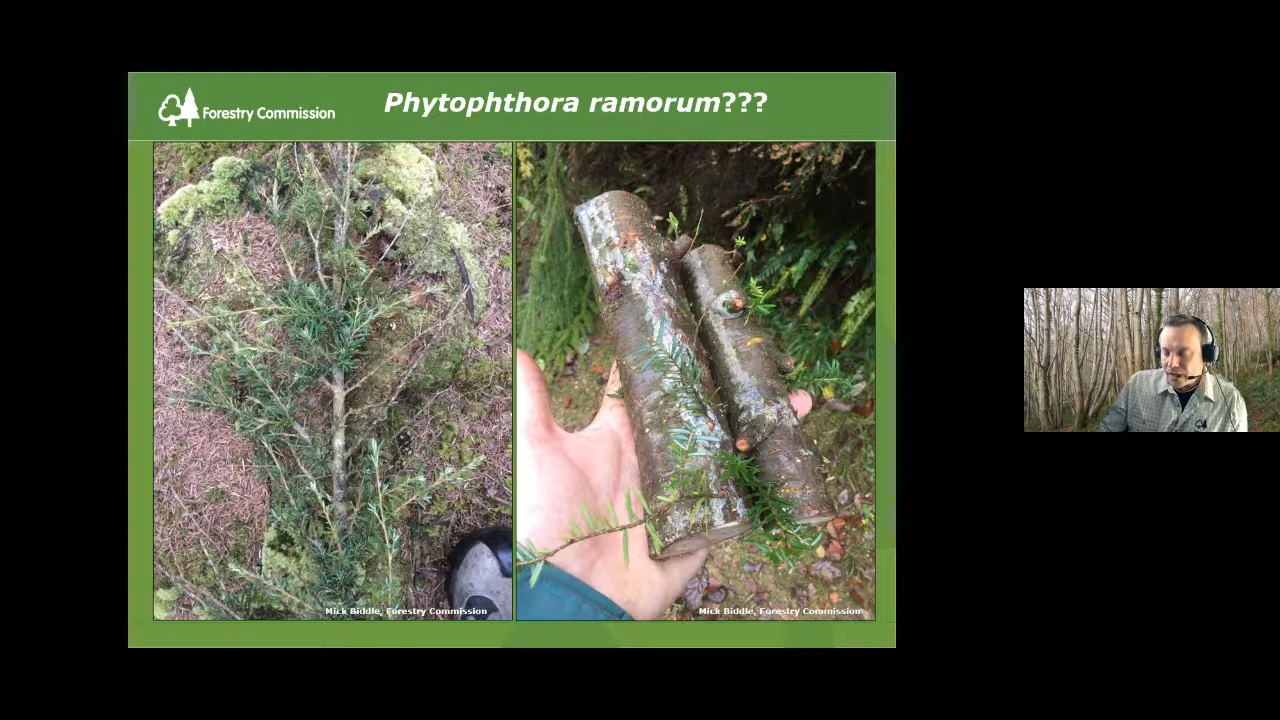 Forestry Commission
Phytophthora ramorum???
Mick Biddle, Forestry Commission
Mick Biddle, Forestry Commission